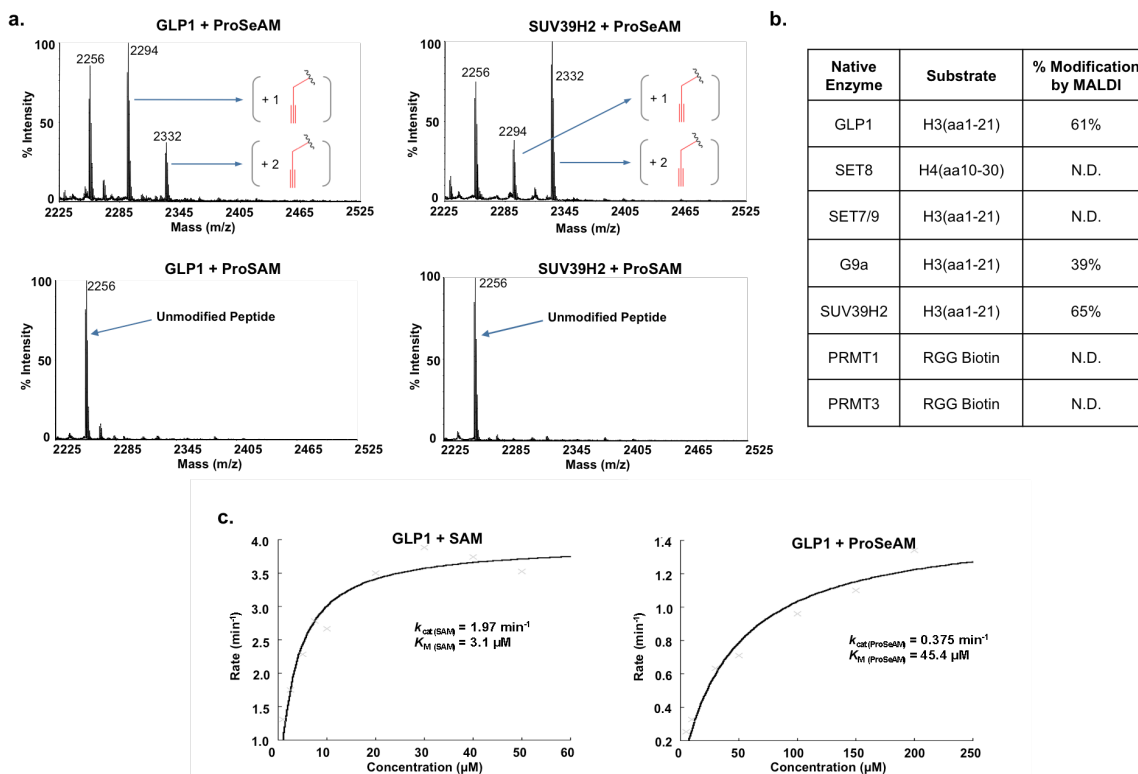 a.
GLP1 + ProSeAM
100
50
0
% Intensity
2256
2294
2332
+ 1
+ 2
2225 2285 2345 2405 2465 2525
Mass (m/z)
SUV39H2 + ProSeAM
100
50
0
% Intensity
2256
2294
2332
+ 1
+ 2
2225 2285 2345 2405 2465 2525
Mass (m/z)
GLP1 + ProSAM
100
50
0
% Intensity
2256
Unmodified Peptide
2225 2285 2345 2405 2465 2525
Mass (m/z)
SUV39H2 + ProSAM
100
50
0
% Intensity
2256
Unmodified Peptide
2225 2285 2345 2405 2465 2525
Mass (m/z)
b.
Native Enzyme Substrate % Modification by MALDI
GLP1 H3(aa1-21) 61%
SET8 H4(aa10-30) N.D.
SET7/9 H3(aa1-21) N.D.
G9a H3(aa1-21) 39%
SUV39H2 H3(aa1-21) 65%
PRMT1 RGG Biotin N.D.
PRMT3 RGG Biotin N.D.
c.
GLP1 + SAM
4.0
3.5
3.0
2.5
2.0
1.5
1.0
Rate (min-1)
kcat(SAM) = 1.97 min-1
KM (SAM) = 3.1 µM
0 10 20 30 40 50 60
Concentration (µM)
GLP1 + ProSeAM
1.4
1.2
1.0
0.8
0.6
0.4
0.2
Rate (min-1)
kcat(ProSeAM) = 0.375 min-1
KM (ProSeAM) = 45.4 µM
0 50 100 150 200 250
Concentration (µM)